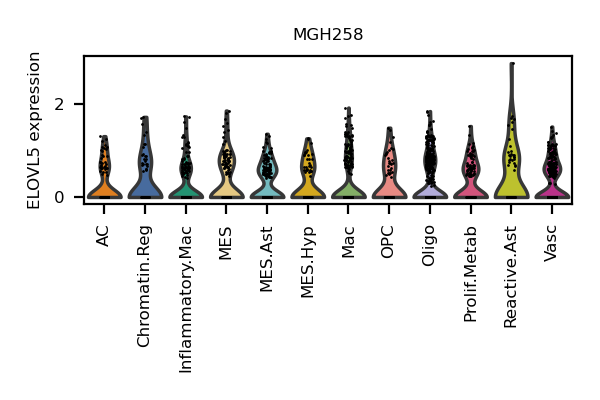 MGH258
ELOVL5 expression
2
0
AC
Chromatin.Reg
Inflammatory.Mac
MES
MES.Ast
MES.Hyp
Mac
OPC
Oligo
Prolif.Metab
Reactive.Ast
Vasc